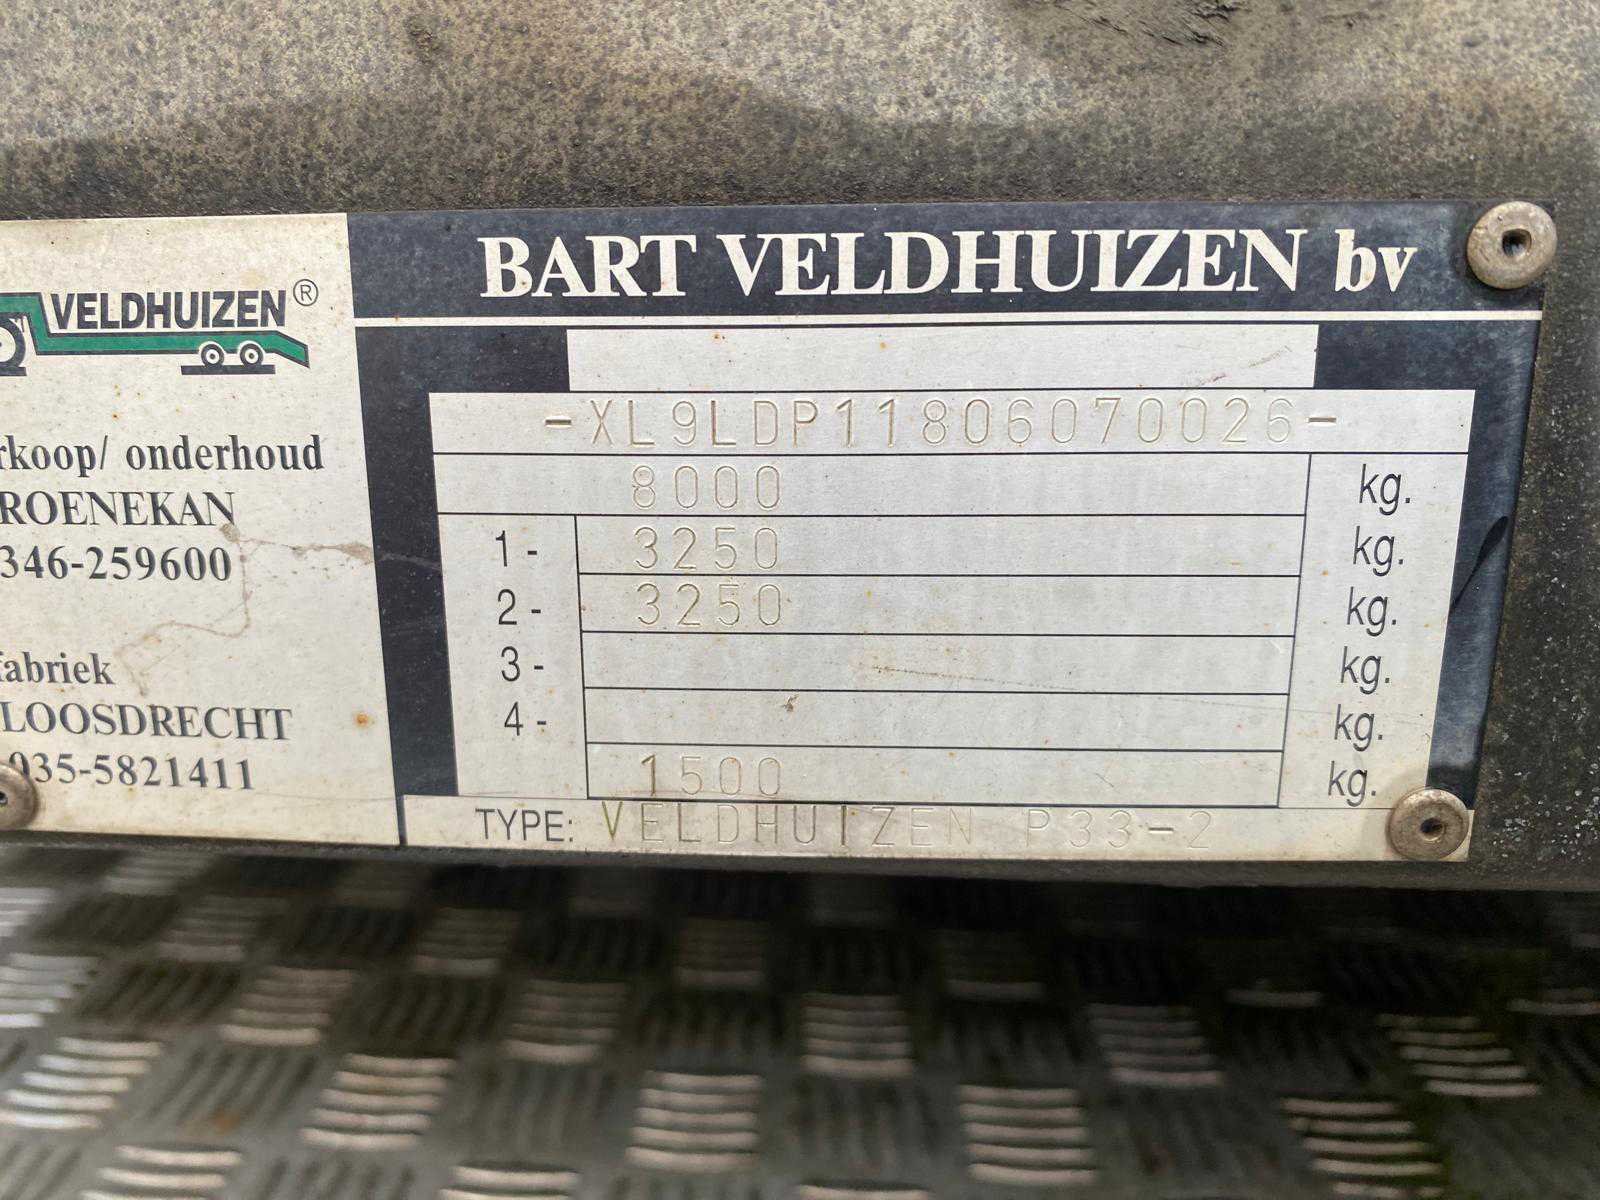 VELDHUIZEN®
rkoop/ onderhoud
ROENEKAN
346-259600
fabriek
LOOSDRECHT
035-5821411
BART VELDHUIZEN bv
-XL9LDP11806070026-
8000 kg.
1- 3250 kg.
2- 3250 kg.
3- kg.
4- kg.
1500 kg.
TYPE: VELDHUIZEN P33-2